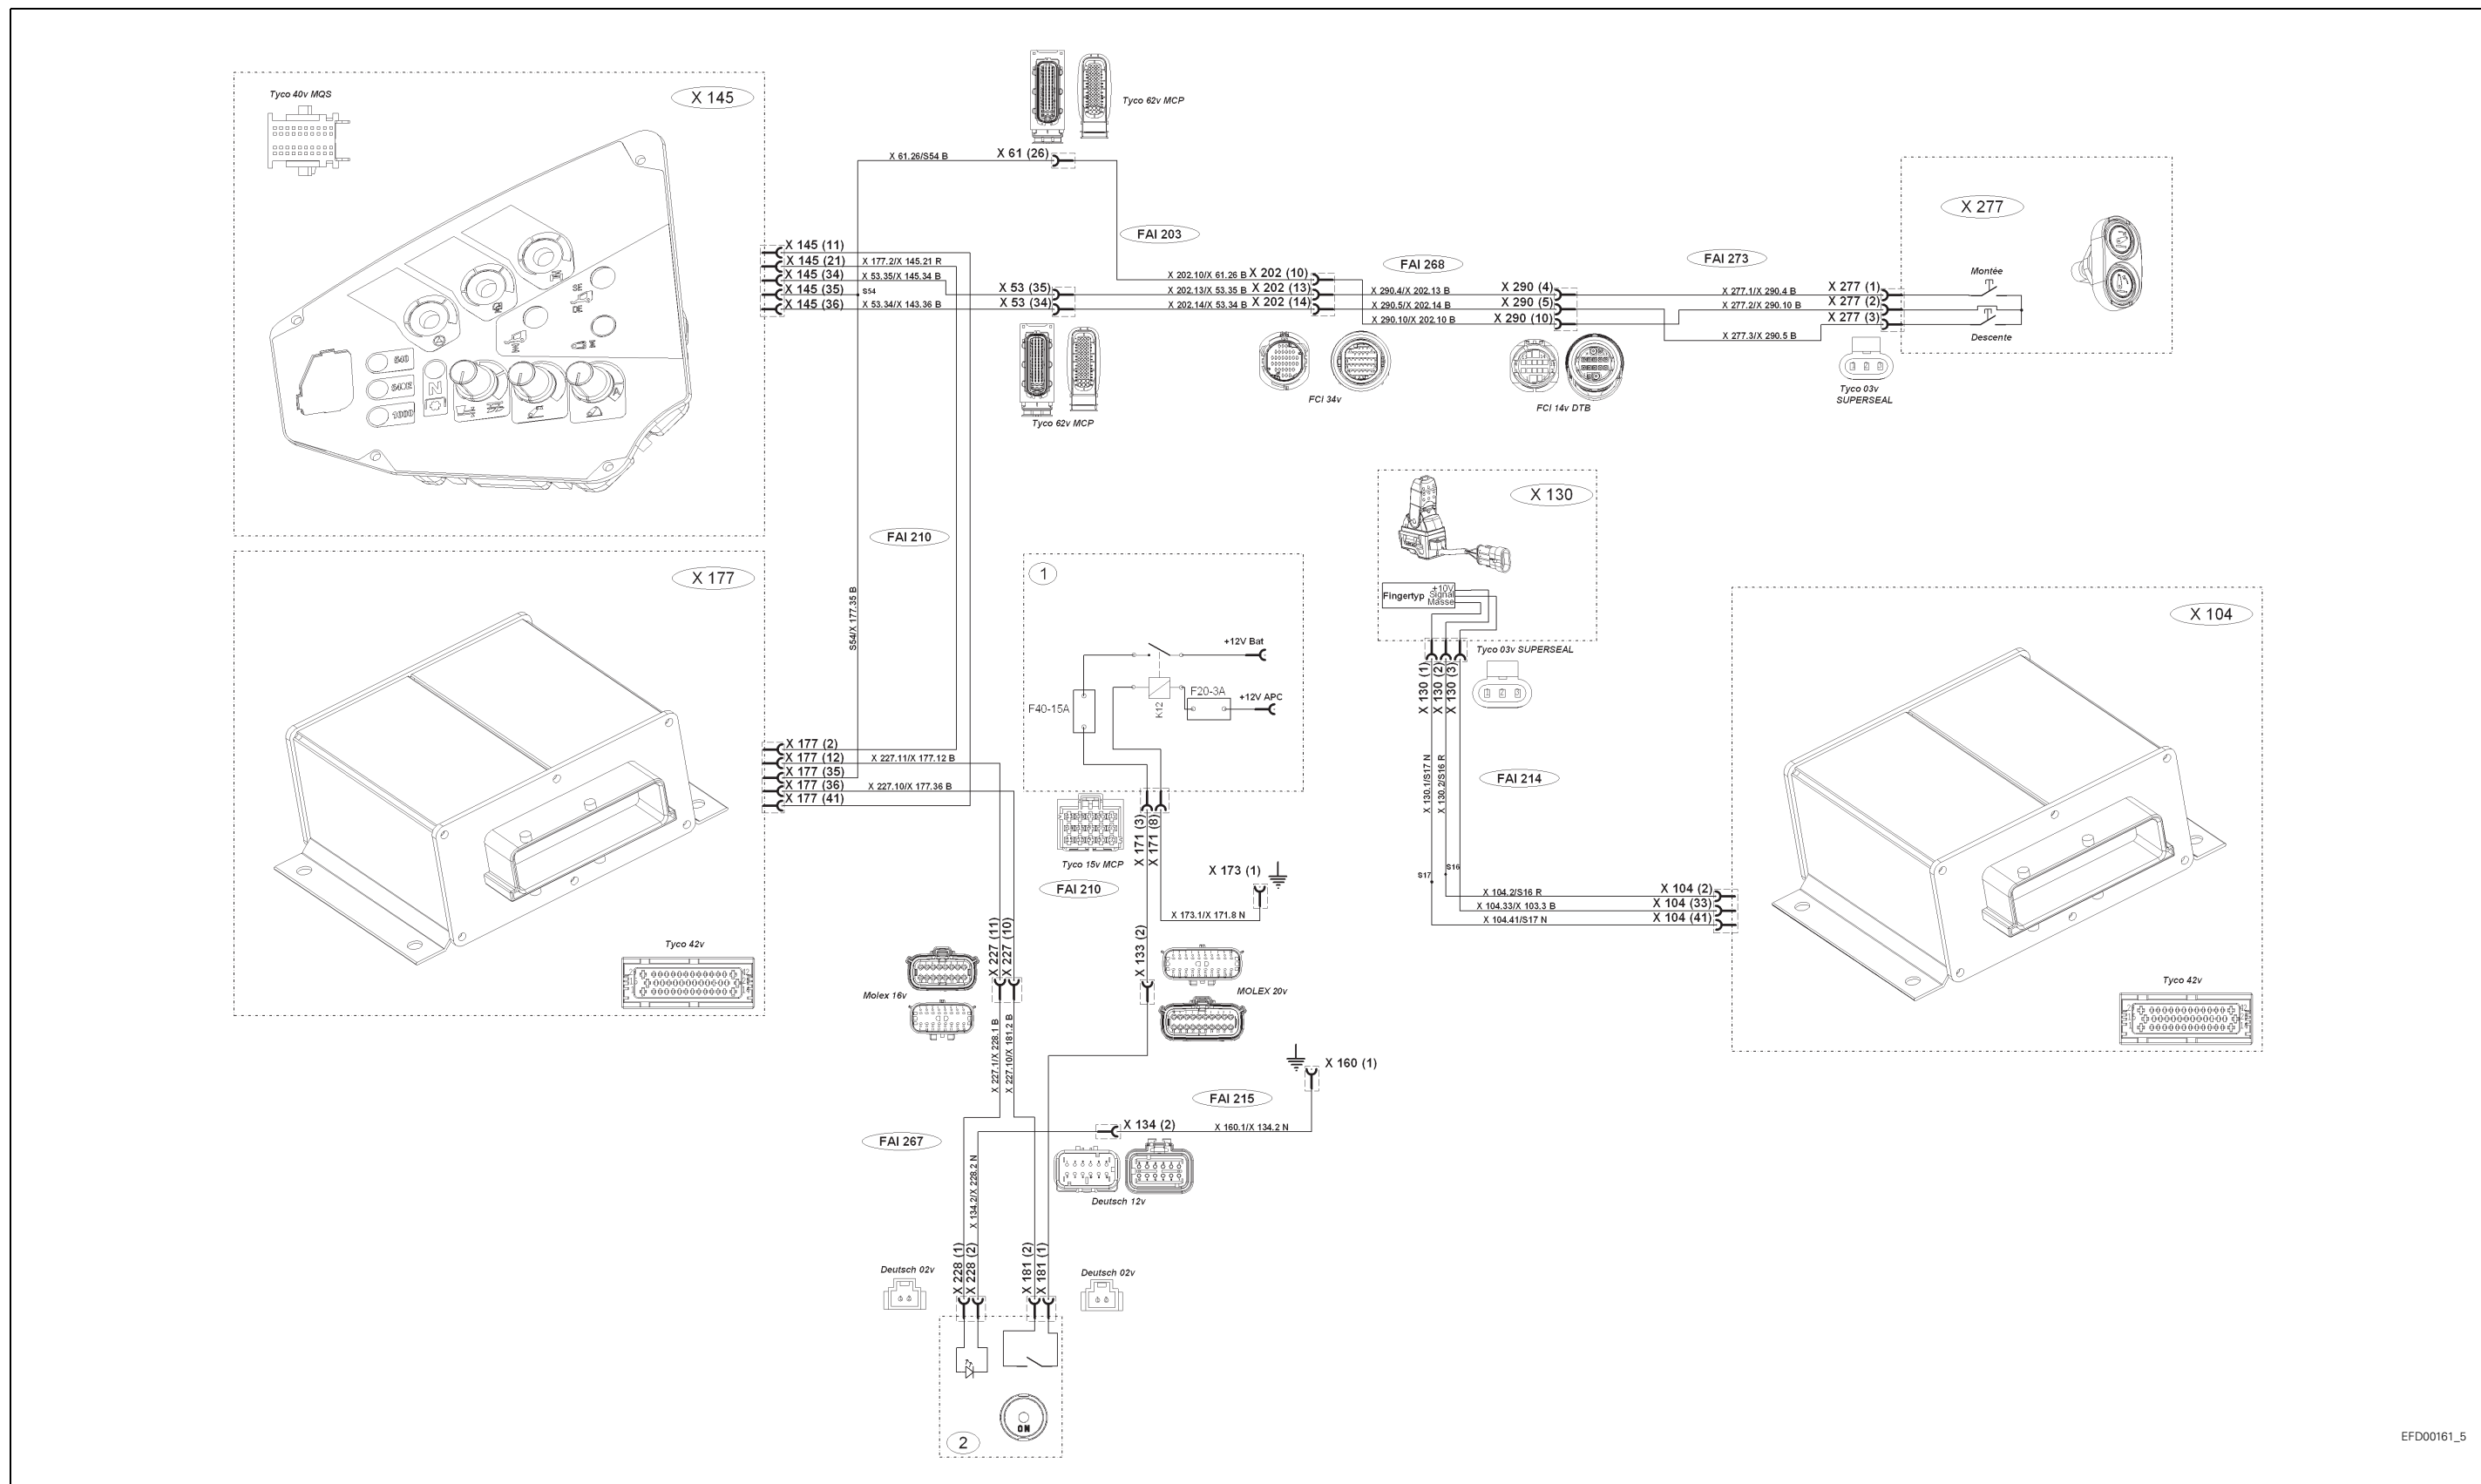 Tyco 40v MQS
X 145
SE
DE
540
540E
1000
N
A
X 145 (11)
X 145 (21)
X 177.2/X 145.21 R
X 145 (34)
X 53.35/X 145.34 B
X 145 (35)
S54
X 145 (36)
X 53.34/X 143.36 B
X 61.26/S54 B
X 61 (26)
Tyco 62v MCP
FAI 203
X 53 (35)
X 53 (34)
Tyco 62v MCP
X 202.10/X 61.26 B
X 202 (10)
X 202.13/X 53.35 B
X 202 (13)
X 202.14/X 53.34 B
X 202 (14)
FCI 34v
FAI 268
X 290.4/X 202.13 B
X 290 (4)
X 290.5/X 202.14 B
X 290 (5)
X 290.10/X 202.10 B
X 290 (10)
FCI 14v DTB
FAI 273
X 277.1/X 290.4 B
X 277 (1)
X 277.2/X 290.10 B
X 277 (2)
X 277 (3)
X 277.3/X 290.5 B
Tyco 03v
SUPERSEAL
X 277
Montée
Descente
FAI 210
S54/X 177.35 B
X 177
X 177 (2)
X 177 (12)
X 227.11/X 177.12 B
X 177 (35)
X 177 (36)
X 227.10/X 177.36 B
X 177 (41)
Tyco 42v
1
+12V Bat
F20-3A
+12V APC
F40-15A
K12
X 171 (3)
X 171 (8)
Tyco 15v MCP
FAI 210
X 173 (1)
X 173.1/X 171.8 N
X 130
Fingertyp
+10V
Signal
Masse
Tyco 03v SUPERSEAL
1 2 3
X 130 (1)
X 130 (2)
X 130 (3)
X 130.1/S17 N
X 130.2/S16 R
FAI 214
S17
S16
X 104.2/S16 R
X 104 (2)
X 104.33/X 103.3 B
X 104 (33)
X 104.41/S17 N
X 104 (41)
X 104
Tyco 42v
X 227 (11)
X 227 (10)
Molex 16v
X 227.1/X 228.1 B
X 227.10/X 181.2 B
X 133 (2)
MOLEX 20v
X 160 (1)
FAI 215
X 134 (2)
X 160.1/X 134.2 N
Deutsch 12v
FAI 267
X 134.2/X 228.2 N
Deutsch 02v
X 228 (1)
X 228 (2)
X 181 (2)
X 181 (1)
Deutsch 02v
ON
2
EFD00161_5